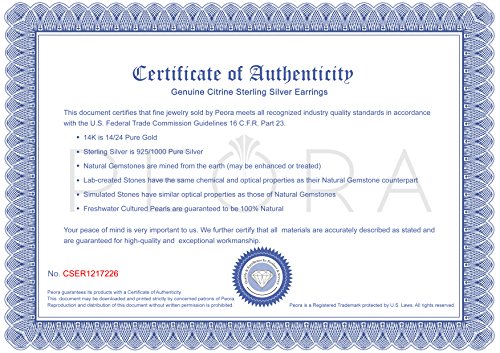 Certificate of Authenticity
Genuine Citrine Sterling Silver Earrings
This document certifies that fine jewelry sold by Peora meets all recognized industry quality standards in accordance
with the U.S. Federal Trade Commission Guidelines 16 C.F.R. Part 23.
• 14K is 14/24 Pure Gold
• Sterling Silver is 925/1000 Pure Silver
• Natural Gemstones are mined from the earth (may be enhanced or treated)
• Lab-created Stones have the same chemical and optical properties as their Natural Gemstone counterpart
• Simulated Stones have similar optical properties as those of Natural Gemstones
• Freshwater Cultured Pearls are guaranteed to be 100% Natural
PEORA
Your peace of mind is very important to us. We further certify that all materials are accurately described as stated and
are guaranteed for high-quality and exceptional workmanship.
No. CSER1217226
Peora guarantees its products with a Certificate of Authenticity.
This document may be downloaded and printed strictly by concerned patrons of Peora
Reproduction and distribution of this document without written permission is prohibited.
Peora is a Registered Trademark protected by U.S. Laws. All rights reserved.